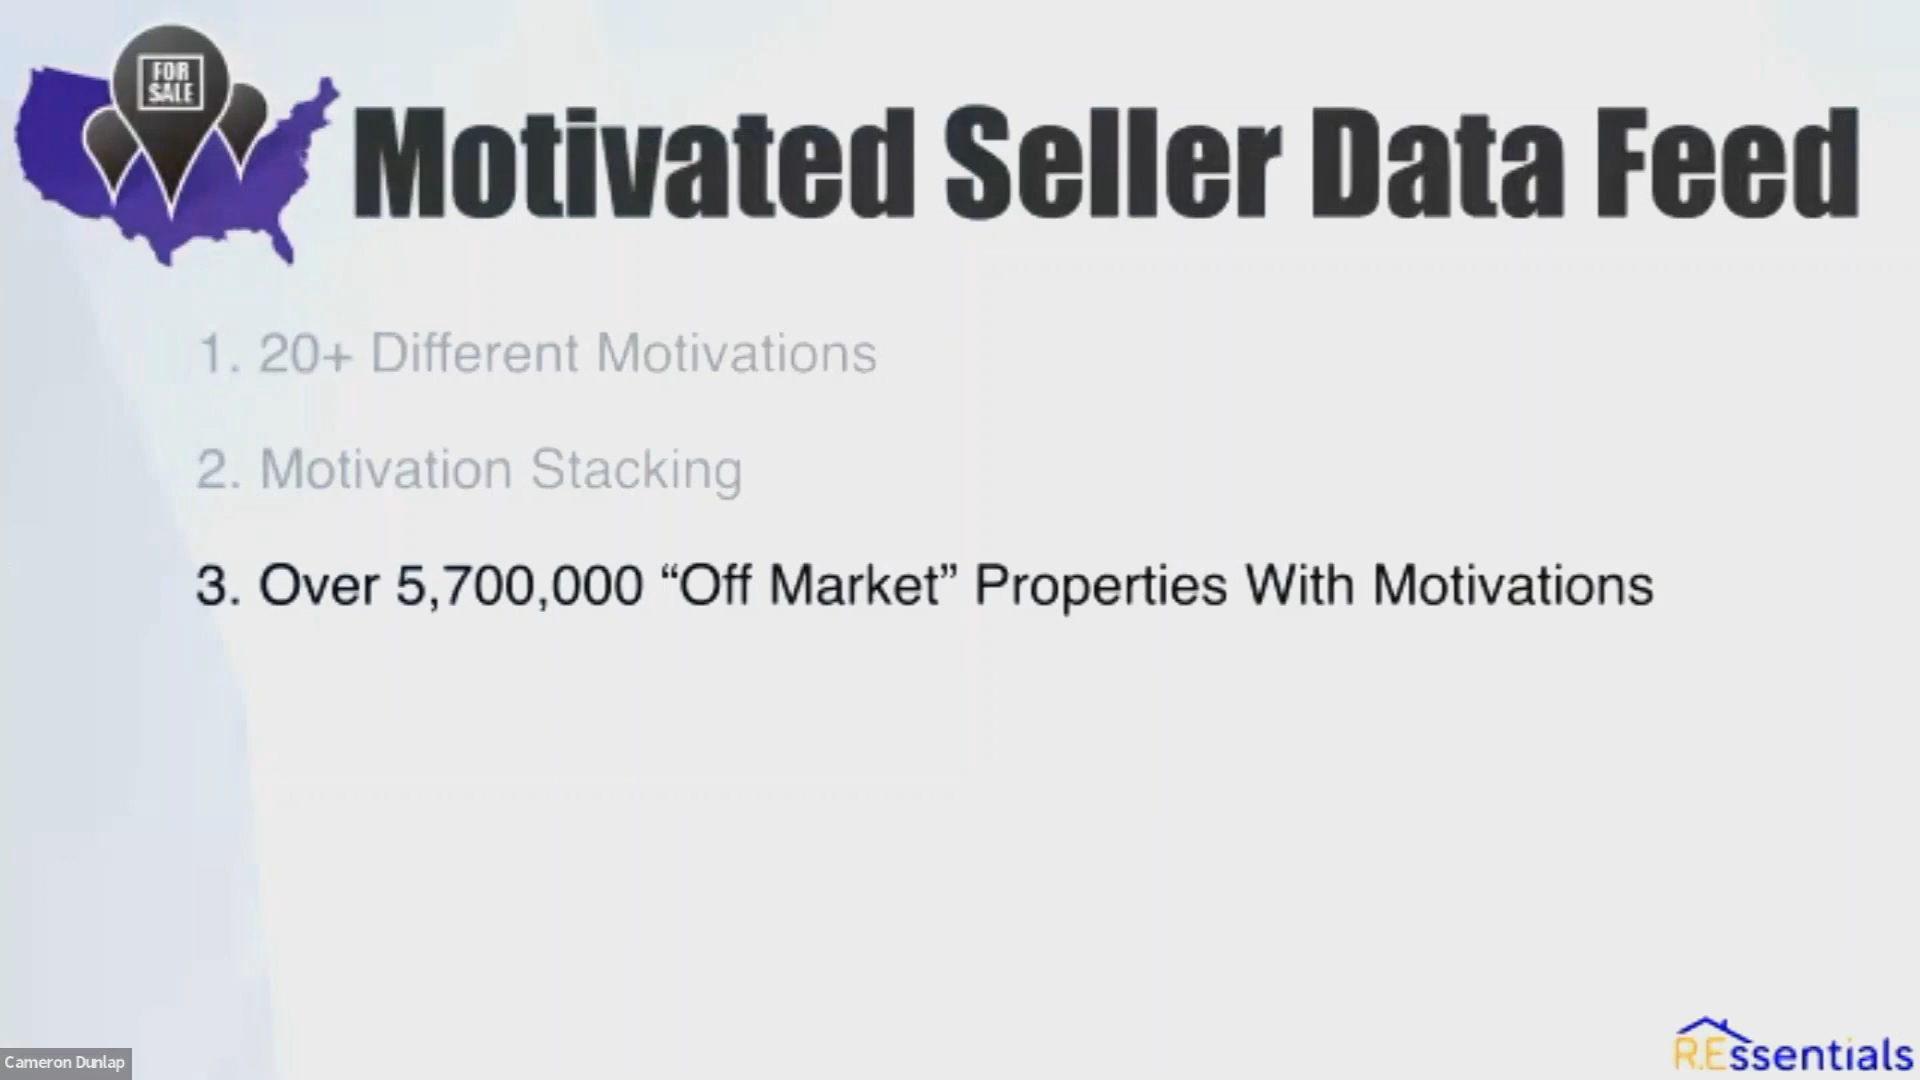 FOR
SALE
Motivated Seller Data Feed
1. 20+ Different Motivations
2. Motivation Stacking
3. Over 5,700,000 “Off Market” Properties With Motivations
Cameron Dunlap
R.Essentials